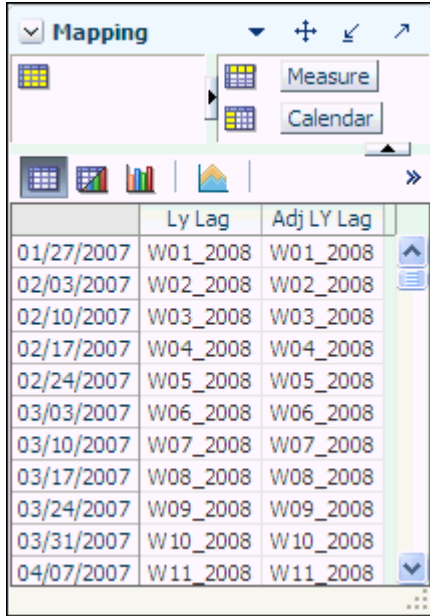 Mapping
Measure
Calendar
Ly Lag Adj LY Lag
01/27/2007 W01_2008 W01_2008
02/03/2007 W02_2008 W02_2008
02/10/2007 W03_2008 W03_2008
02/17/2007 W04_2008 W04_2008
02/24/2007 W05_2008 W05_2008
03/03/2007 W06_2008 W06_2008
03/10/2007 W07_2008 W07_2008
03/17/2007 W08_2008 W08_2008
03/24/2007 W09_2008 W09_2008
03/31/2007 W10_2008 W10_2008
04/07/2007 W11_2008 W11_2008